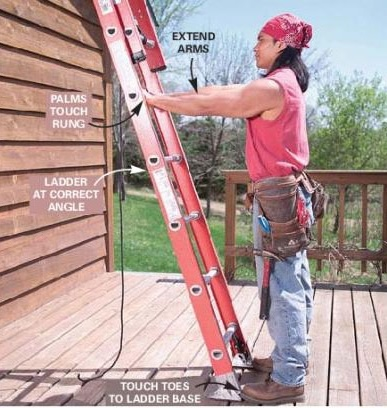 EXTEND
ARMS
PALMS
TOUCH
RUNG
LADDER
AT CORRECT
ANGLE
TOUCH TOES
TO LADDER BASE